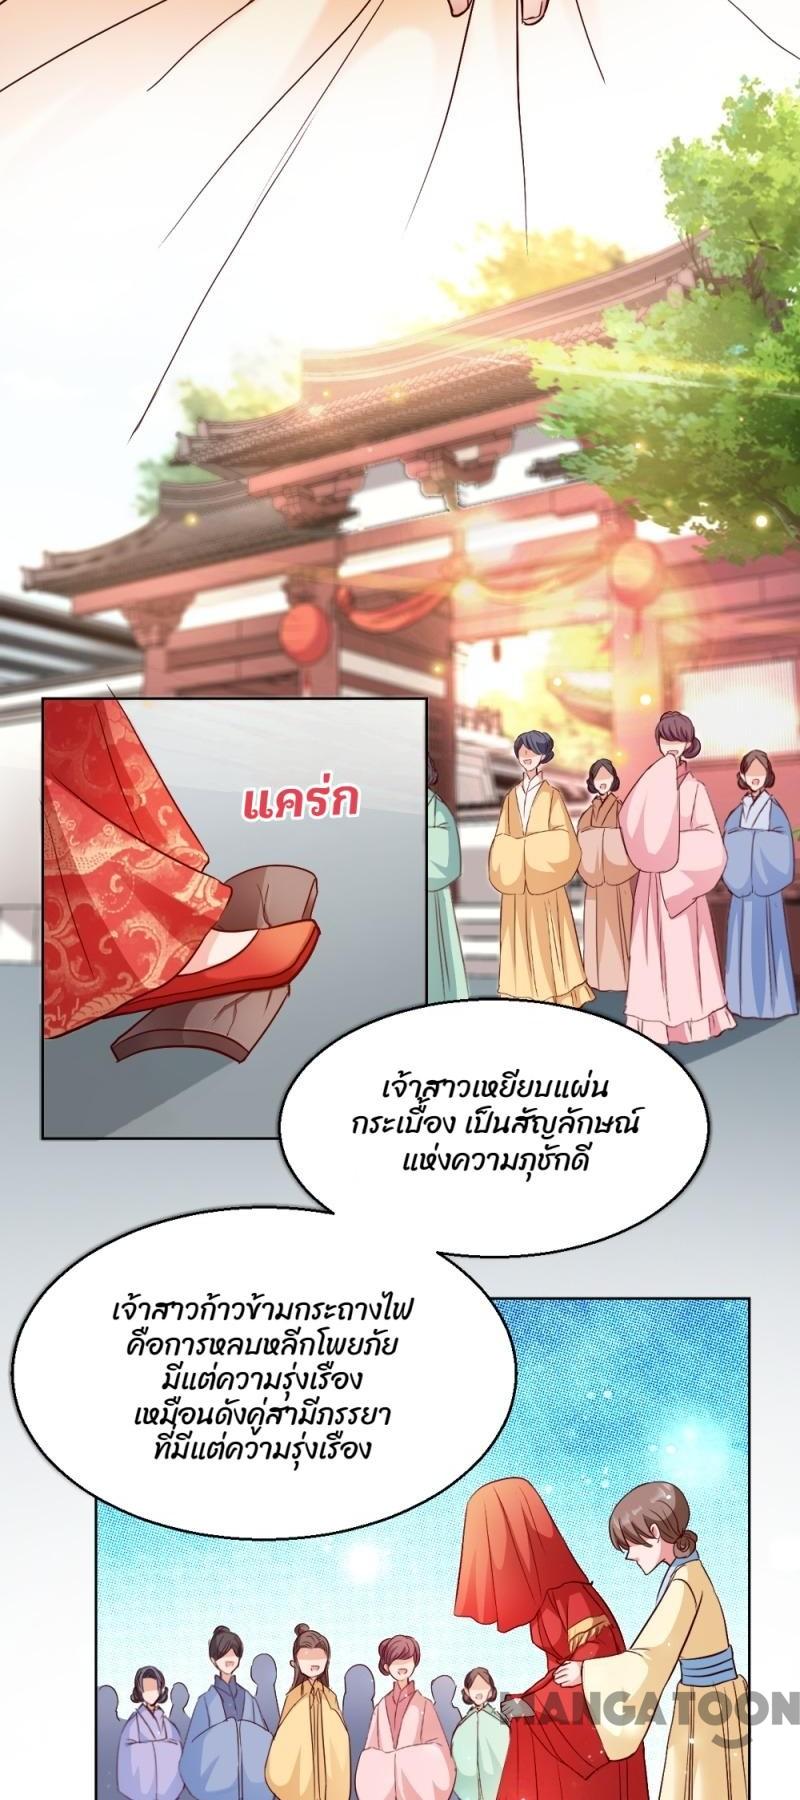 แคร่ก
เจ้าสาวเหยียบแผ่น
กระเบื้อง เป็นสัญลักษณ์
แห่งความภุชักดี
เจ้าสาวก้าวข้ามกระถางไฟ
คือการหลบหลีกโพยภัย
มีแต่ความรุ่งเรือง
เหมือนดังคู่สามีภรรยา
ที่มีแต่ความรุ่งเรือง
MANGATOON